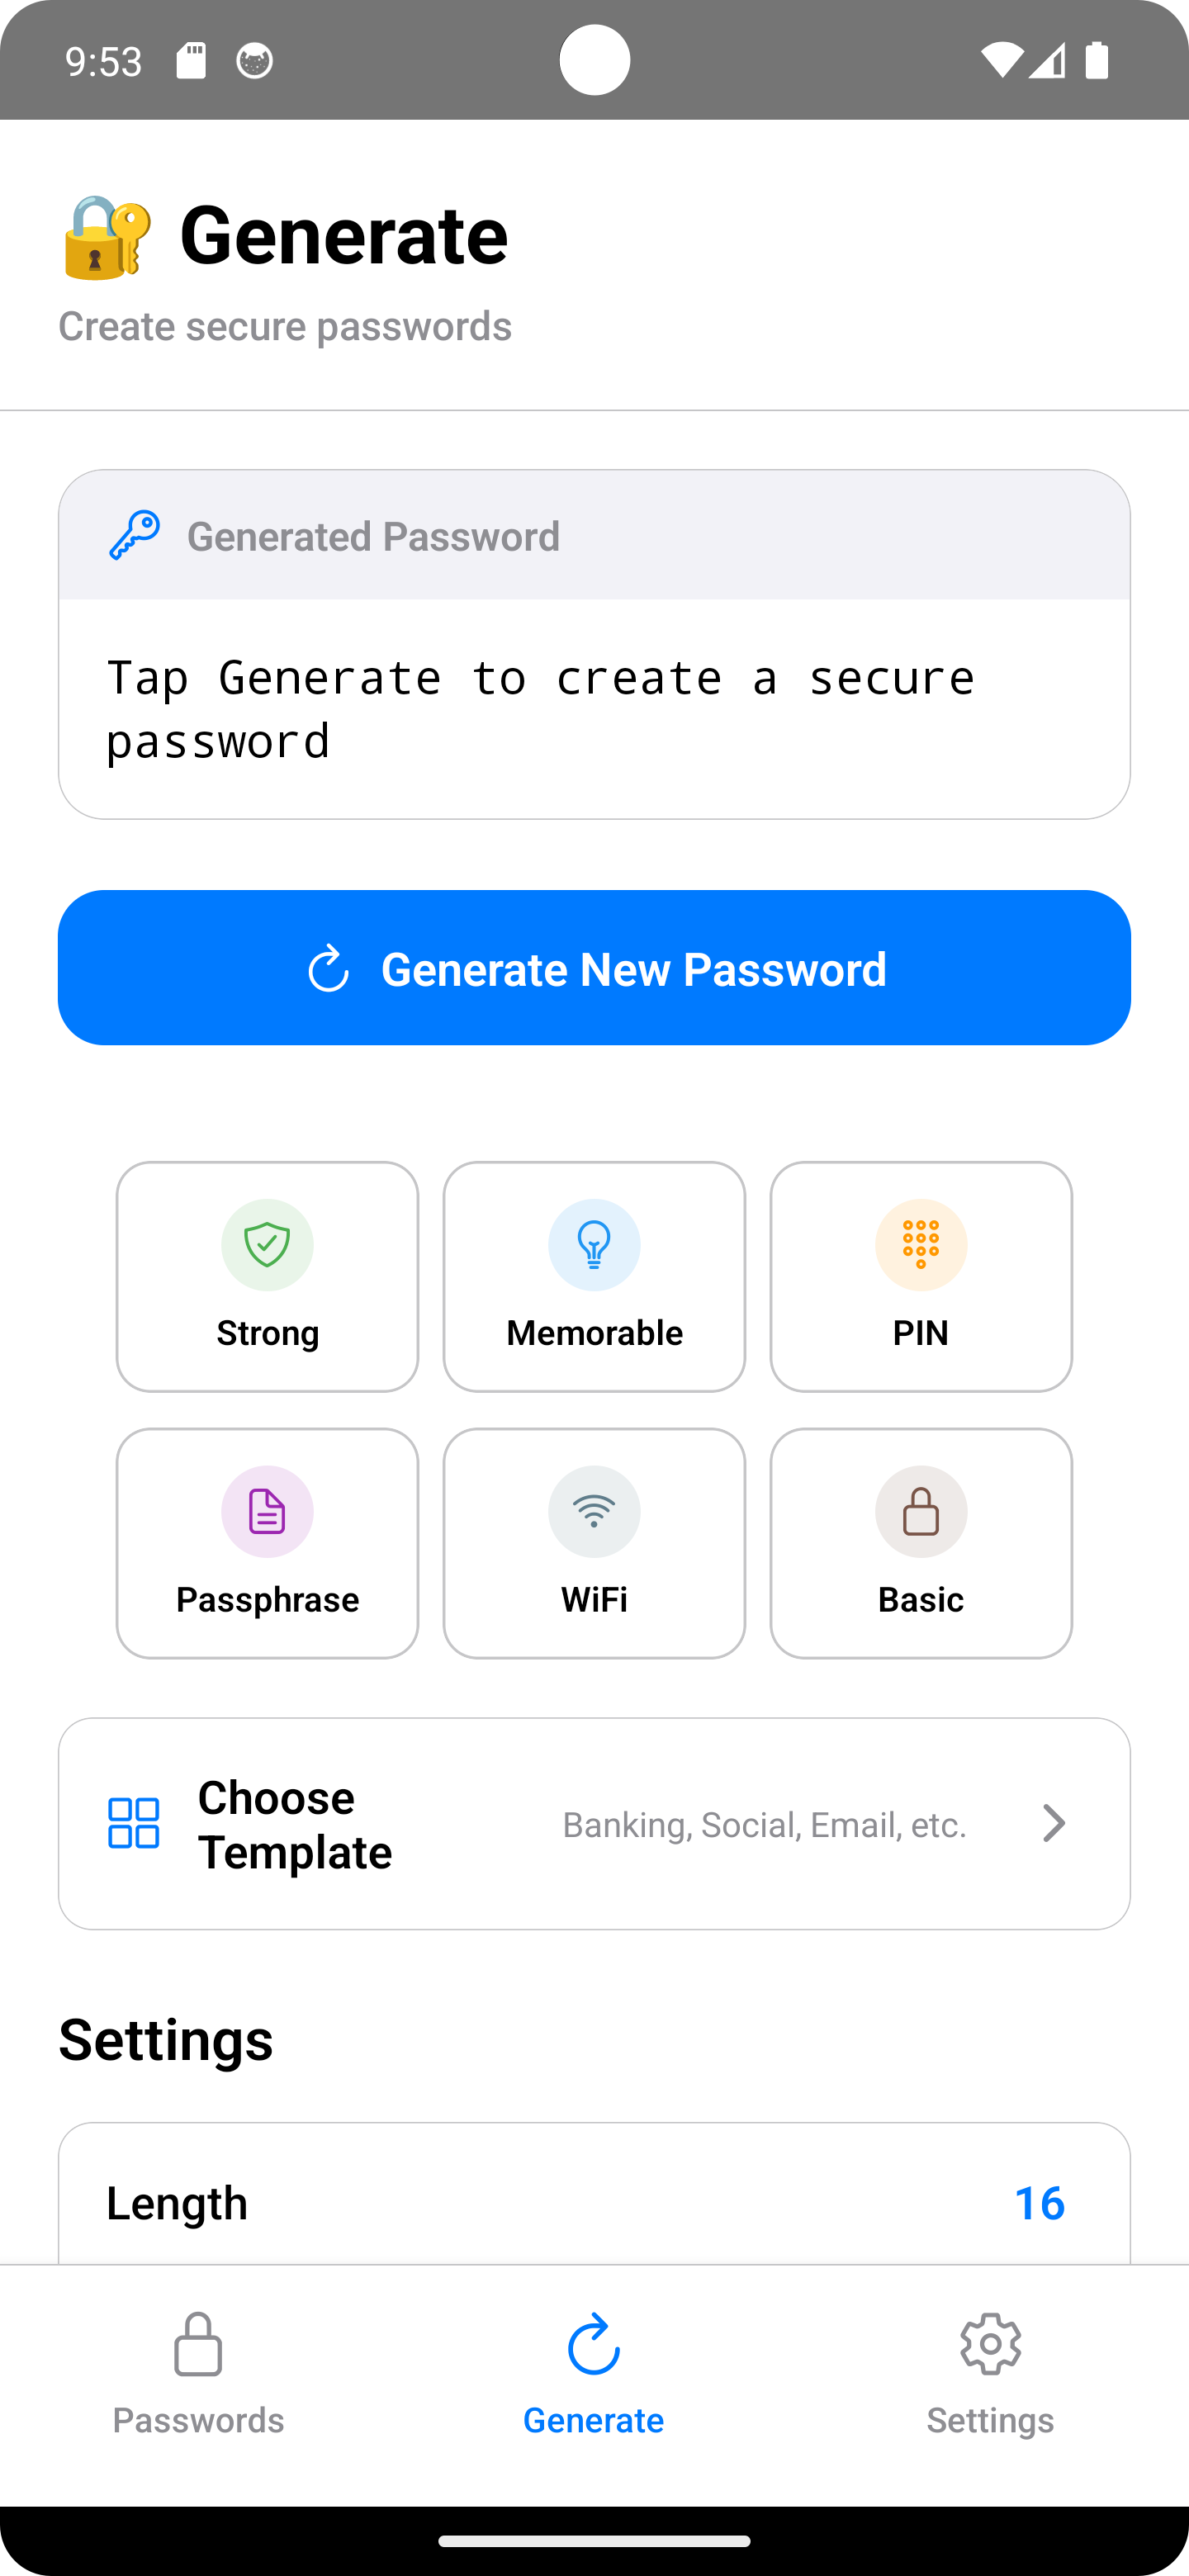 9:53
🔐 Generate
Create secure passwords
Generated Password
Tap Generate to create a secure
password
Generate New Password
Strong
Memorable
PIN
Passphrase
WiFi
Basic
Choose
Template
Banking, Social, Email, etc.
Settings
Length
16
Passwords
Generate
Settings